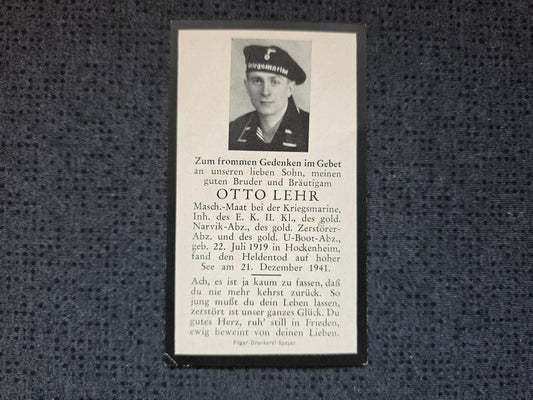 Kriegsmarine
Zum frommen Gedenken im Gebet
an unseren lieben Sohn, meinen
guten Bruder und Bräutigam
OTTO LEHR
Masch.-Maat bei der Kriegsmarine,
Inh. des E. K. II. Kl., des gold.
Narvik-Abz., des gold. Zerstörer-
Abz. und des gold. U-Boot-Abz.,
geb. 22. Juli 1919 in Hockenheim,
fand den Heldentod auf hoher
See am 21. Dezember 1941.
Ach, es ist ja kaum zu fassen, daß
du nie mehr kehrst zurück. So
jung mußt du dein Leben lassen,
zerstört ist unser ganzes Glück. Du
gutes Herz, ruh' still in Frieden,
ewig beweint von deinen Lieben.
Pilger-Druckerei Speyer